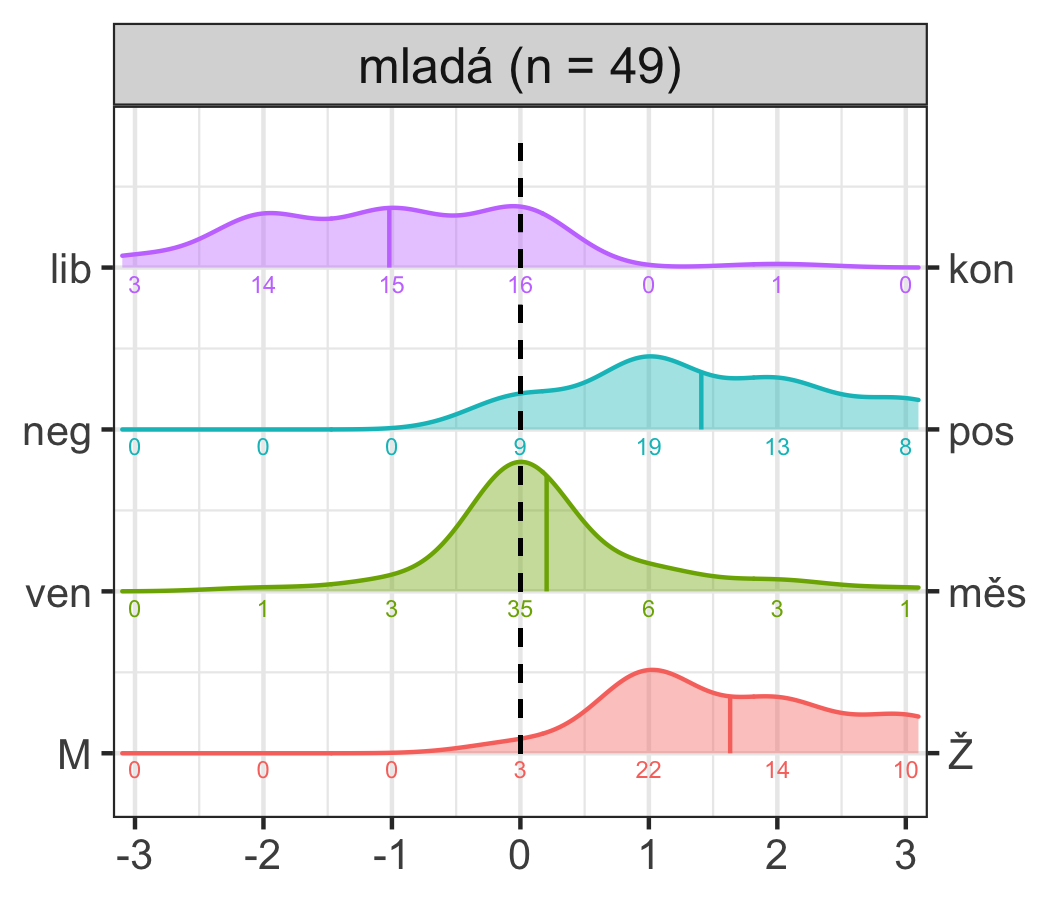 mladá (n = 49)
lib kon
3 14 15 16 0 1 0
neg pos
0 0 0 9 19 13 8
ven měs
0 1 3 35 6 3 1
M Ž
0 0 0 3 22 14 10
-3 -2 -1 0 1 2 3